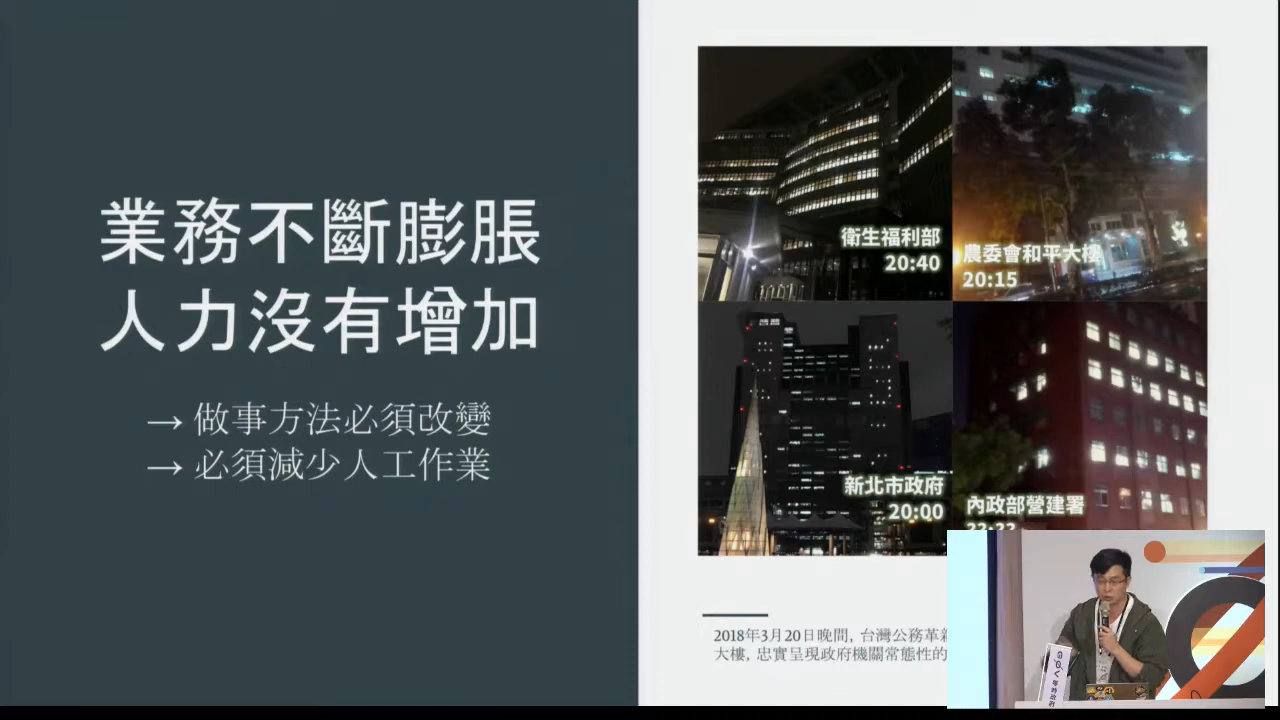 業務不斷膨脹
人力沒有增加
→ 做事方法必須改變
→ 必須減少人工作業
衛生福利部
20:40
農委會和平大樓
20:15
新北市政府
20:00
內政部營建署
2018年3月20日晚間, 台灣公務革新
大樓, 忠實呈現政府機關常態性的